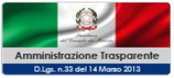 Amministrazione Trasparente
D.Lgs. n.33 del 14 Marzo 2013